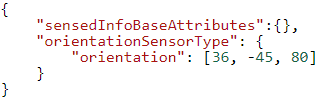 {
    "sensedInfoBaseAttributes":{},
    "orientationSensorType": {
        "orientation": [36, -45, 80]
    }
}